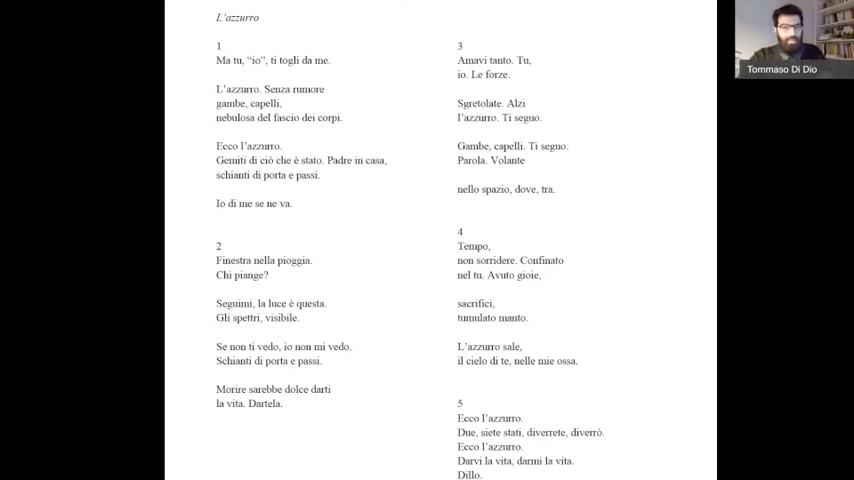 L'azzurro
1
Ma tu, “io”, ti togli da me.
L'azzurro. Senza rumore
gambe, capelli,
nebulosa del fascio dei corpi.
Ecco l'azzurro.
Gemiti di ciò che è stato. Padre in casa,
schianti di porta e passi.
Io di me se ne va.
2
Finestra nella pioggia.
Chi piange?
Seguimi, la luce è questa.
Gli spettri, visibile.
Se non ti vedo, io non mi vedo.
Schianti di porta e passi.
Morire sarebbe dolce darti
la vita. Dartela.
3
Amavi tanto. Tu,
io. Le forze.
Sgretolate. Alzi
l'azzurro. Ti seguo.
Gambe, capelli. Ti seguo.
Parola. Volante
nello spazio, dove, tra.
4
Tempo,
non sorridere. Confinato
nel tu. Avuto gioie,
sacrifici,
tumulato manto.
L'azzurro sale,
il cielo di te, nelle mie ossa.
5
Ecco l'azzurro.
Due, siete stati, diverrete, diverrò.
Ecco l'azzurro.
Darvi la vita, darmi la vita.
Dillo.
Tommaso Di Dio